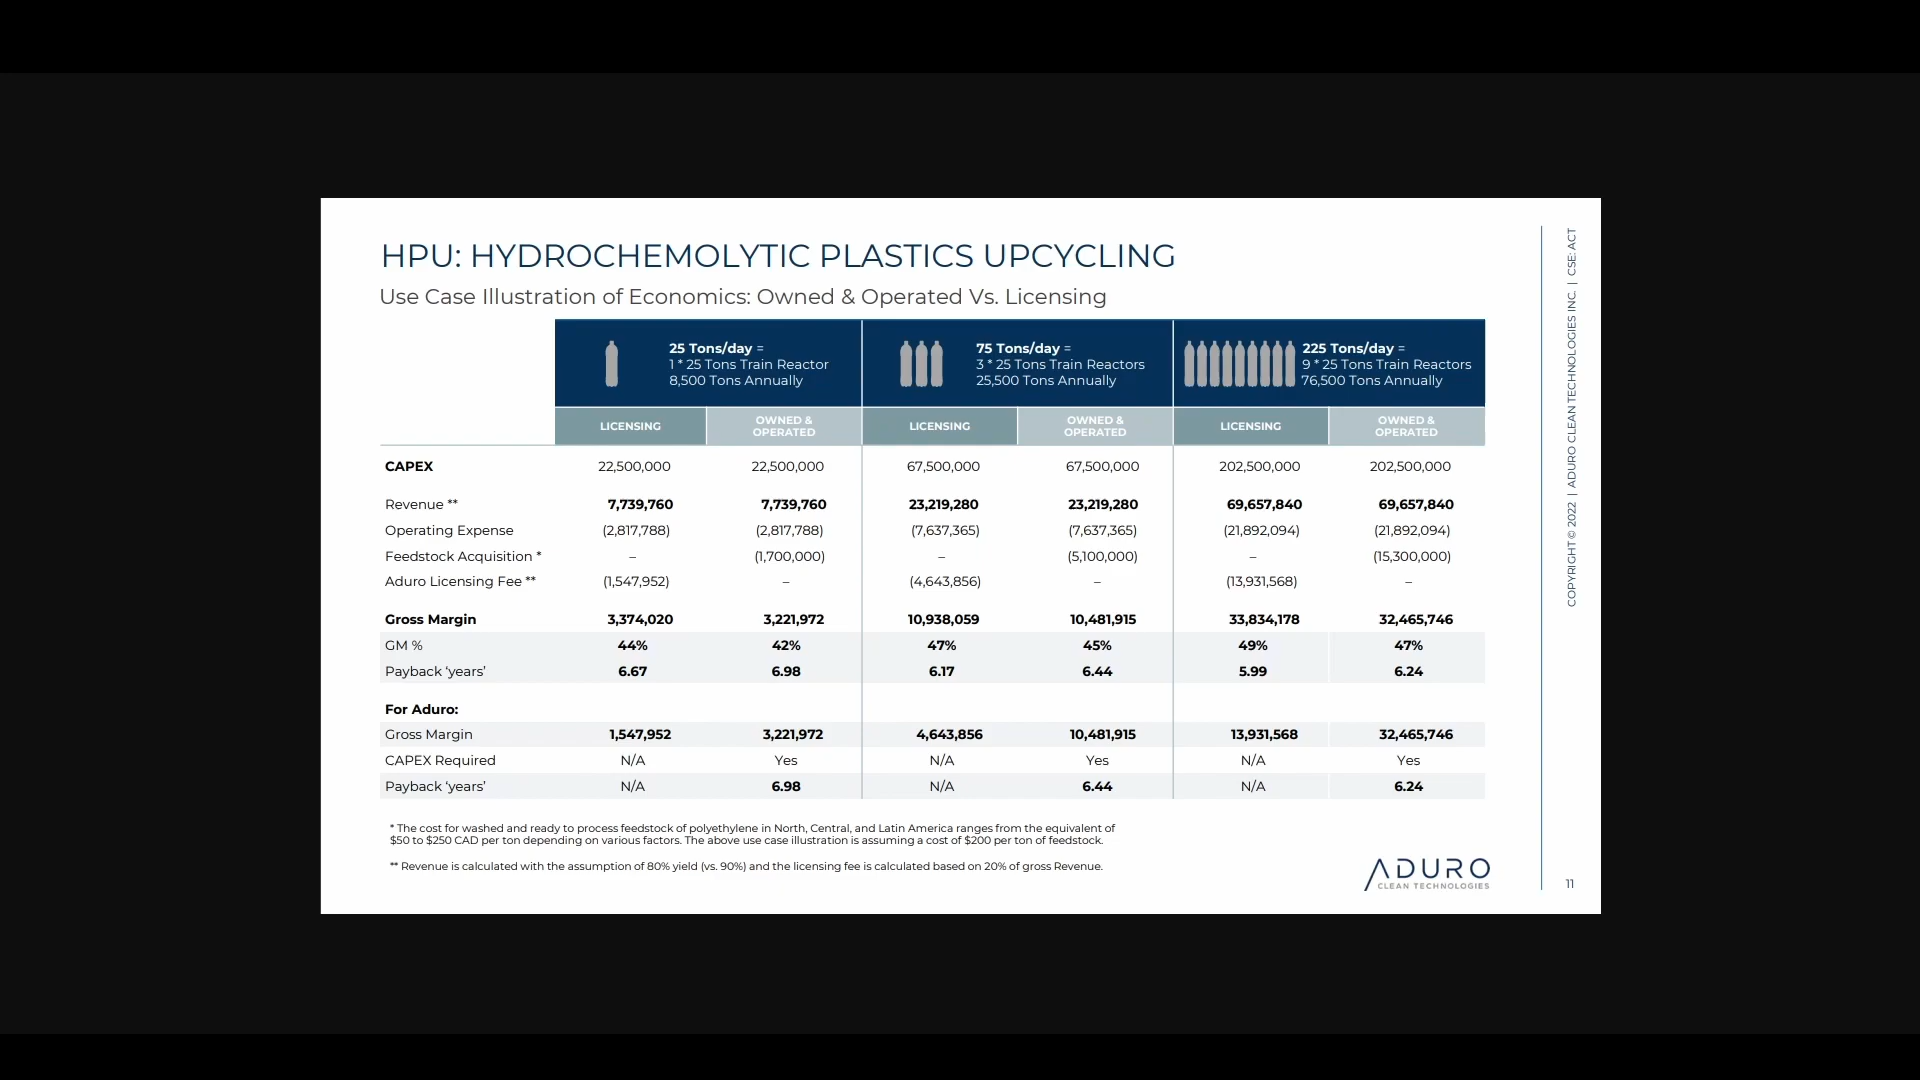 HPU: HYDROCHEMOLYTIC PLASTICS UPCYCLING
Use Case Illustration of Economics: Owned & Operated Vs. Licensing
25 Tons/day =
1 * 25 Tons Train Reactor
8,500 Tons Annually
75 Tons/day =
3 * 25 Tons Train Reactors
25,500 Tons Annually
225 Tons/day =
9 * 25 Tons Train Reactors
76,500 Tons Annually
LICENSING OWNED & OPERATED LICENSING OWNED & OPERATED LICENSING OWNED & OPERATED
CAPEX 22,500,000 22,500,000 67,500,000 67,500,000 202,500,000 202,500,000
Revenue ** 7,739,760 7,739,760 23,219,280 23,219,280 69,657,840 69,657,840
Operating Expense (2,817,788) (2,817,788) (7,637,365) (7,637,365) (21,892,094) (21,892,094)
Feedstock Acquisition * – (1,700,000) – (5,100,000) – (15,300,000)
Aduro Licensing Fee ** (1,547,952) – (4,643,856) – (13,931,568) –
Gross Margin 3,374,020 3,221,972 10,938,059 10,481,915 33,834,178 32,465,746
GM % 44% 42% 47% 45% 49% 47%
Payback ‘years’ 6.67 6.98 6.17 6.44 5.99 6.24
For Aduro:
Gross Margin 1,547,952 3,221,972 4,643,856 10,481,915 13,931,568 32,465,746
CAPEX Required N/A Yes N/A Yes N/A Yes
Payback ‘years’ N/A 6.98 N/A 6.44 N/A 6.24
* The cost for washed and ready to process feedstock of polyethylene in North, Central, and Latin America ranges from the equivalent of
$50 to $250 CAD per ton depending on various factors. The above use case illustration is assuming a cost of $200 per ton of feedstock.
** Revenue is calculated with the assumption of 80% yield (vs. 90%) and the licensing fee is calculated based on 20% of gross Revenue.
ADURO
CLEAN TECHNOLOGIES
COPYRIGHT © 2022 | ADURO CLEAN TECHNOLOGIES INC. | CSE: ACT
11